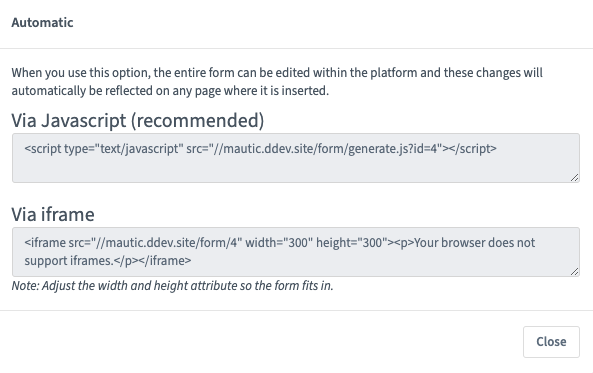 Automatic
When you use this option, the entire form can be edited within the platform and these changes will
automatically be reflected on any page where it is inserted.
Via Javascript (recommended)
<script type="text/javascript" src="//mautic.ddev.site/form/generate.js?id=4"></script>
Via iframe
<iframe src="//mautic.ddev.site/form/4" width="300" height="300"><p>Your browser does not
support iframes.</p></iframe>
Note: Adjust the width and height attribute so the form fits in.
Close